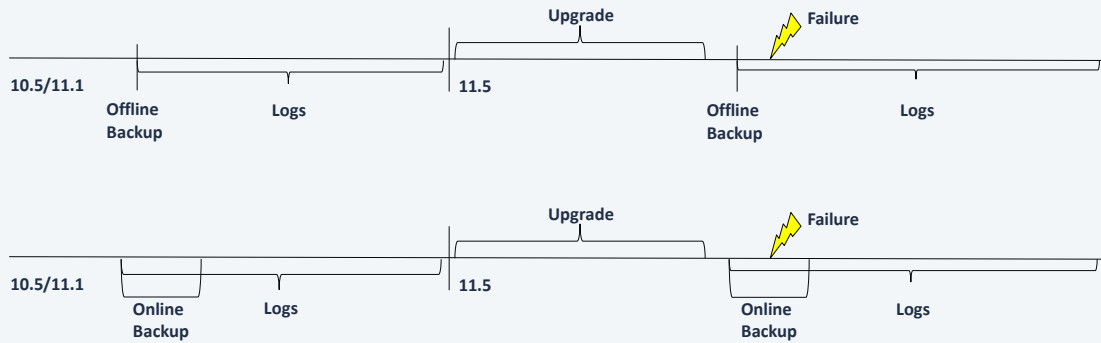 Upgrade
Failure
10.5/11.1
11.5
Offline
Backup
Logs
Offline
Backup
Logs
Upgrade
Failure
10.5/11.1
11.5
Online
Backup
Logs
Online
Backup
Logs